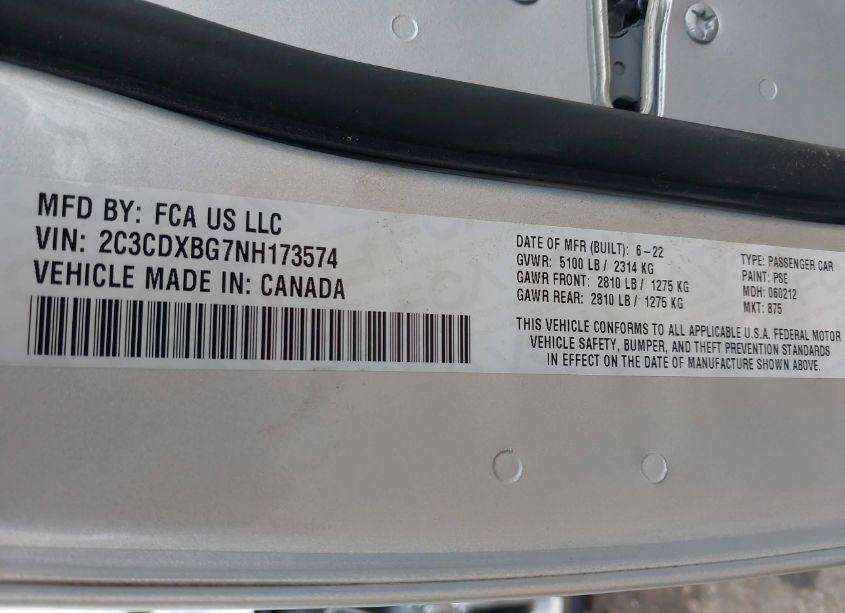 MFD BY: FCA US LLC
VIN: 2C3CDXBG7NH173574
VEHICLE MADE IN: CANADA
DATE OF MFR (BUILT): 6-22
GVWR: 5100 LB / 2314 KG
GAWR FRONT: 2810 LB / 1275 KG
GAWR REAR: 2810 LB / 1275 KG
TYPE: PASSENGER CAR
PAINT: PSE
MDH: 060212
MKT: 875
THIS VEHICLE CONFORMS TO ALL APPLICABLE U.S.A. FEDERAL MOTOR
VEHICLE SAFETY, BUMPER, AND THEFT PREVENTION STANDARDS
IN EFFECT ON THE DATE OF MANUFACTURE SHOWN ABOVE.